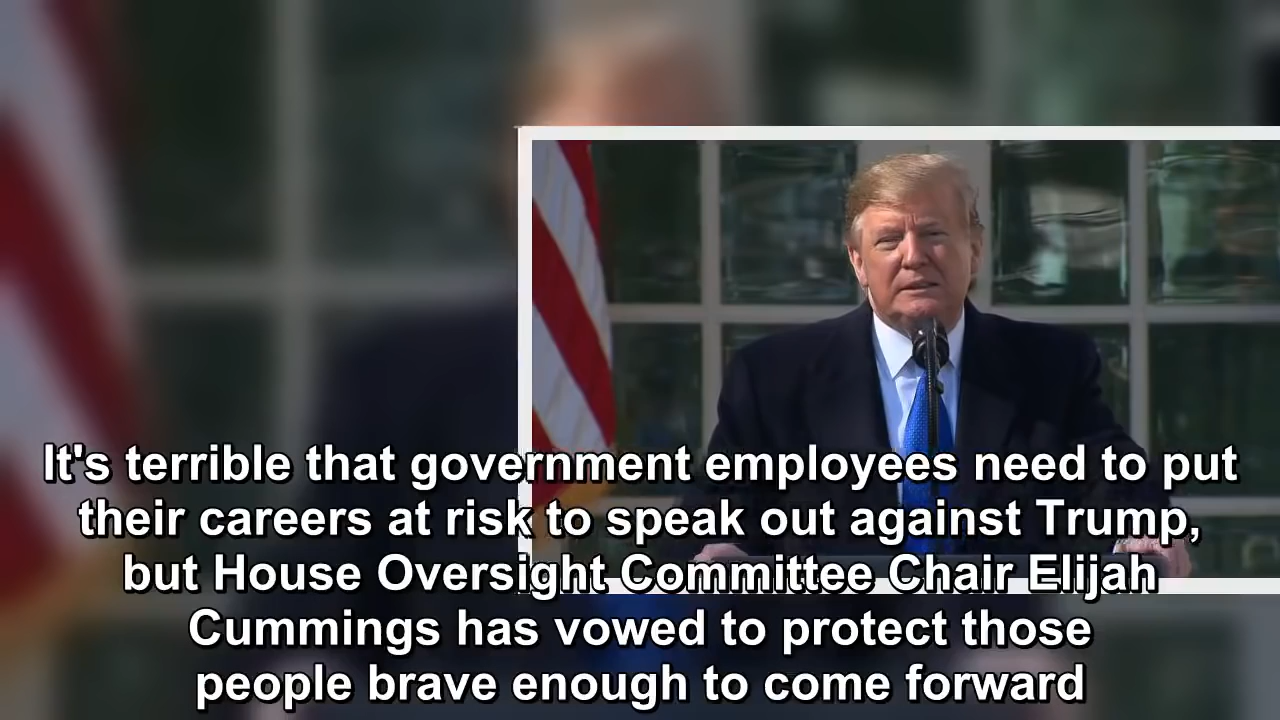 It's terrible that government employees need to put
their careers at risk to speak out against Trump,
but House Oversight Committee Chair Elijah
Cummings has vowed to protect those
people brave enough to come forward